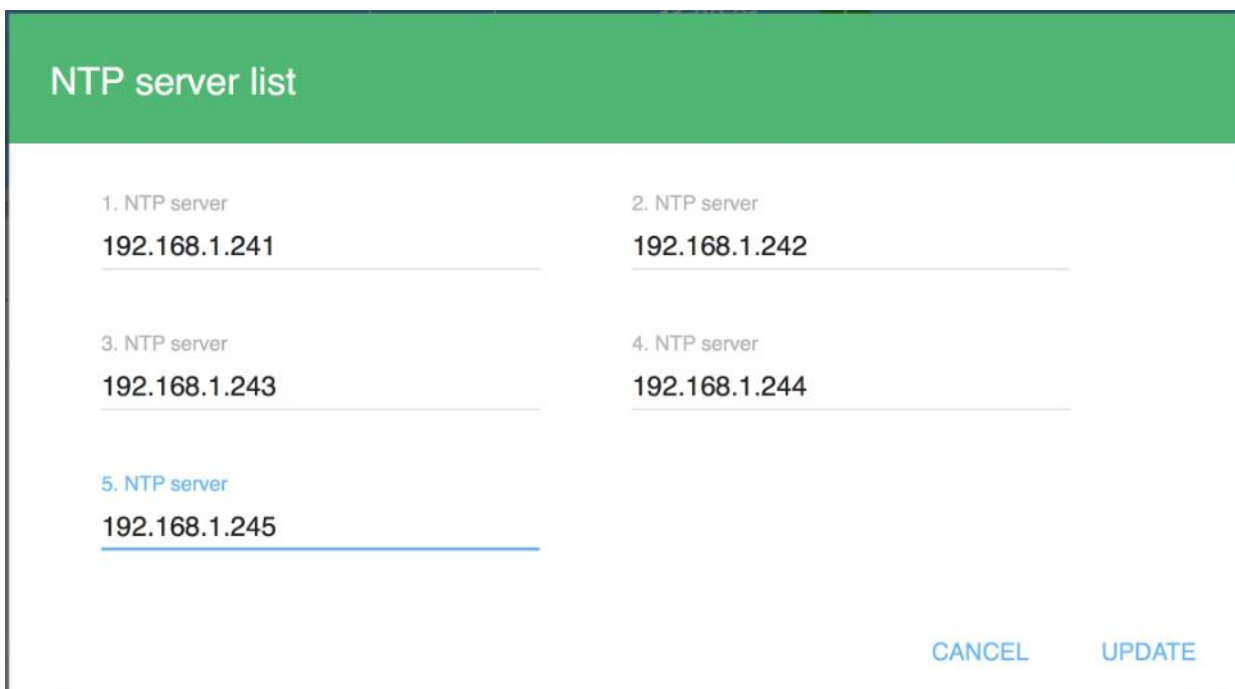 NTP server list
1. NTP server
2. NTP server
192.168.1.241
192.168.1.242
3. NTP server
4. NTP server
192.168.1.243
192.168.1.244
5. NTP server
192.168.1.245
CANCEL
UPDATE